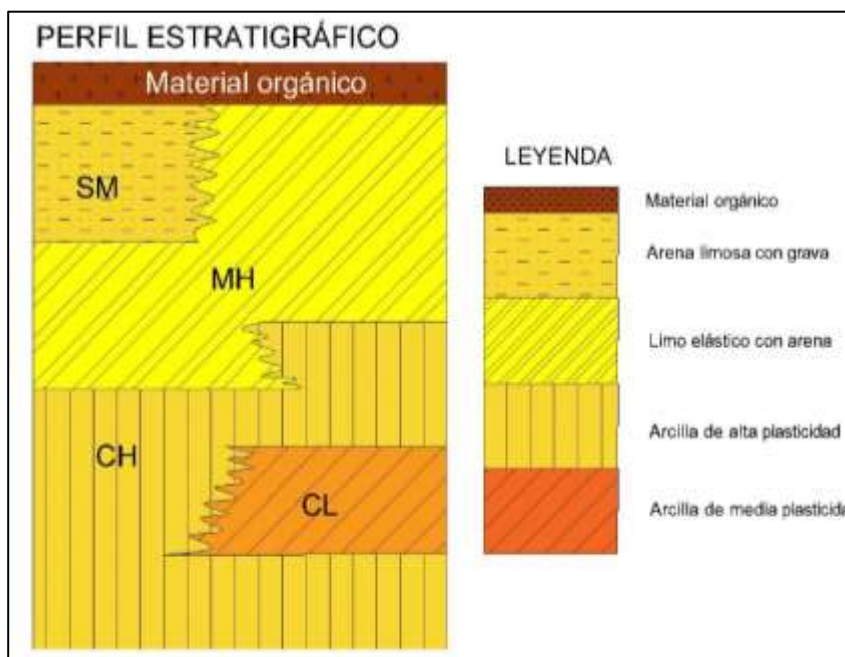 PERFIL ESTRATIGRÁFICO
Material orgánico
SM
MH
CH
CL
LEYENDA
Material orgánico
Arena limosa con grava
Limo elástico con arena
Arcilla de alta plasticidad
Arcilla de media plasticida